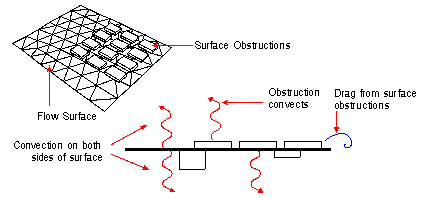 Surface Obstructions
Flow Surface
Obstruction
convects
Drag from surface
obstructions
Convection on both
sides of surface